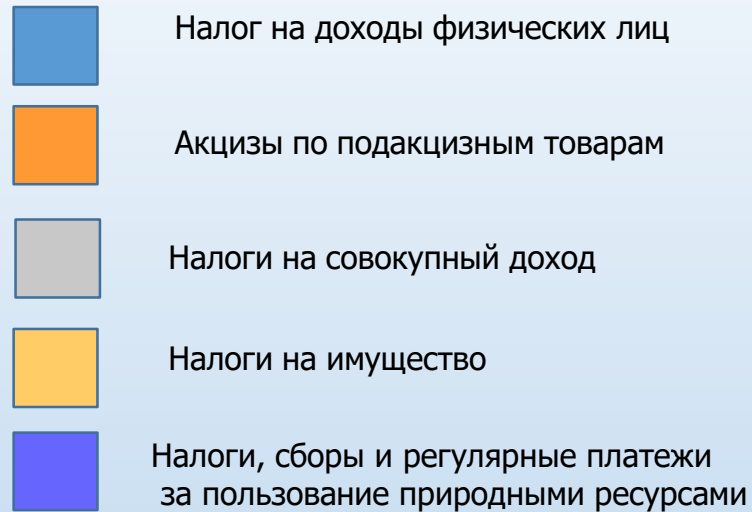 Налог на доходы физических лиц
Акцизы по подакцизным товарам
Налоги на совокупный доход
Налоги на имущество
Налоги, сборы и регулярные платежи
за пользование природными ресурсами